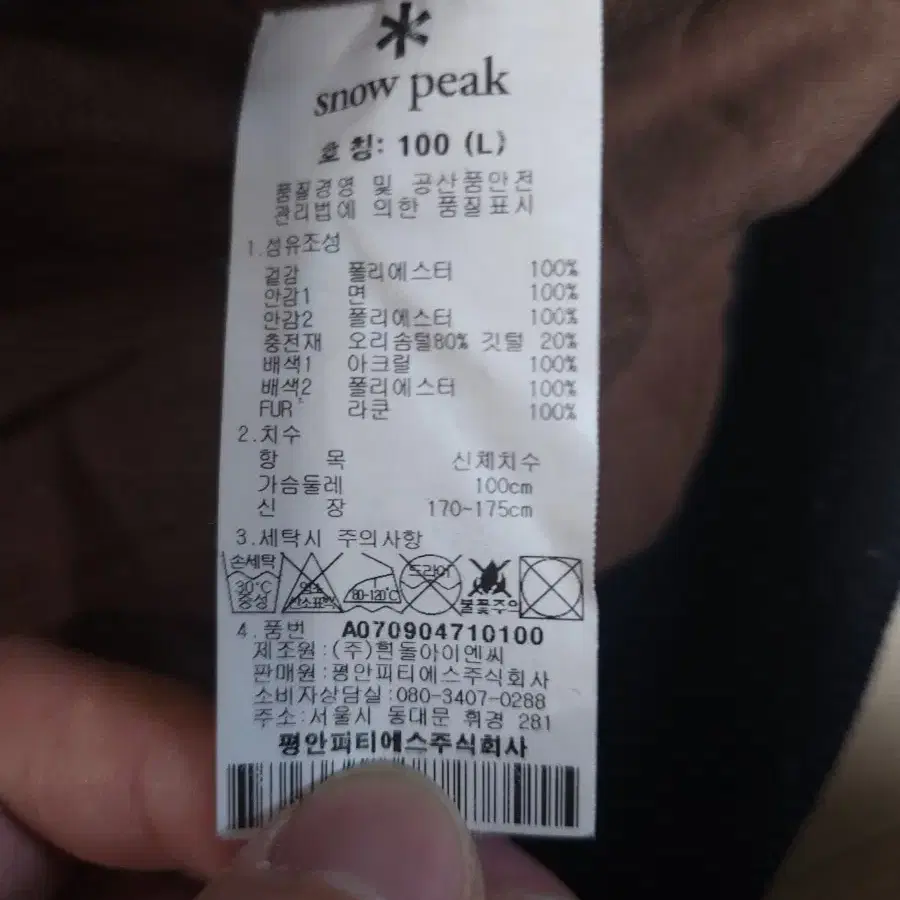 snow peak
호 칭: 100 (L)
품질경영 및 공산품안전
관리법에 의한 품질표시
1.섬유조성
겉감 폴리에스터 100%
안감1 면 100%
안감2 폴리에스터 100%
충전재 오리솜털80% 깃털 20%
배색1 아크릴 100%
배색2 폴리에스터 100%
FUR 라쿤 100%
2.치수
항 목 신체치수
가슴둘레 100cm
신 장 170~175cm
3.세탁시 주의사항
손세탁 30℃ 중성 염소 산소표백 80~120℃ 드라이 불꽃주의
4.품번 A070904710100
제조원:(주)흰돌아이엔씨
판매원:평안피티에스주식회사
소비자상담실:080-3407-0288
주소:서울시 동대문 휘경 281
평안피티에스주식회사